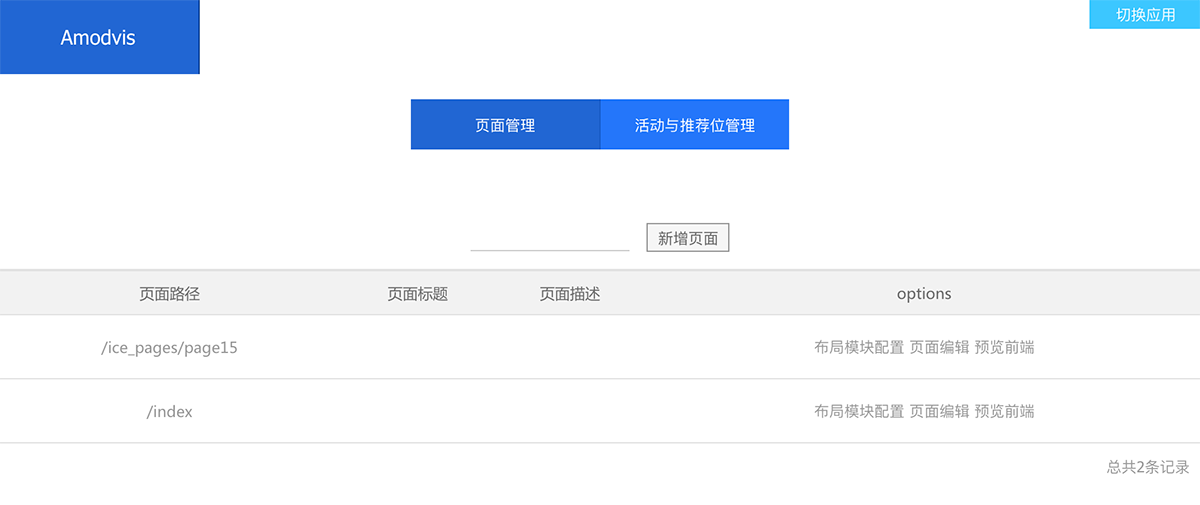 Amodvis
切换应用
页面管理 活动与推荐位管理
新增页面
页面路径 页面标题 页面描述 options
/ice_pages/page15 布局模块配置 页面编辑 预览前端
/index 布局模块配置 页面编辑 预览前端
总共2条记录